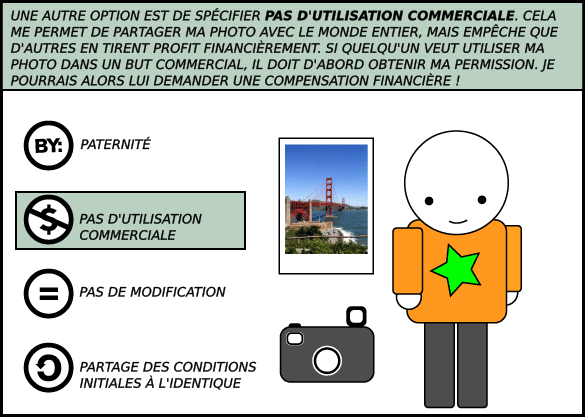 UNE AUTRE OPTION EST DE SPÉCIFIER PAS D'UTILISATION COMMERCIALE. CELA
ME PERMET DE PARTAGER MA PHOTO AVEC LE MONDE ENTIER, MAIS EMPÊCHE QUE
D'AUTRES EN TIRENT PROFIT FINANCIÈREMENT. SI QUELQU'UN VEUT UTILISER MA
PHOTO DANS UN BUT COMMERCIAL, IL DOIT D'ABORD OBTENIR MA PERMISSION. JE
POURRAIS ALORS LUI DEMANDER UNE COMPENSATION FINANCIÈRE !
BY: PATERNITÉ
$ PAS D'UTILISATION
COMMERCIALE
= PAS DE MODIFICATION
PARTAGE DES CONDITIONS
INITIALES À L'IDENTIQUE